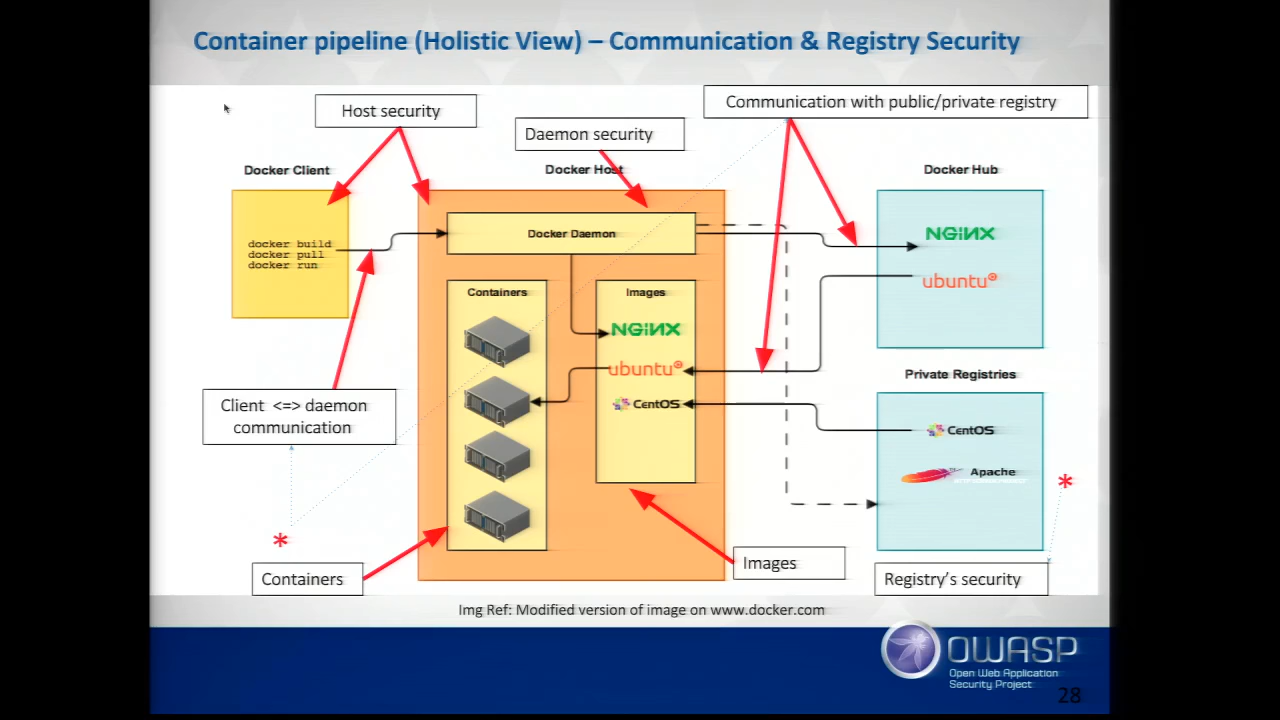 Container pipeline (Holistic View) – Communication & Registry Security
Host security
Communication with public/private registry
Daemon security
Docker Client
Docker Host
Docker Hub
docker build
docker pull
docker run
Docker Daemon
NGINX
ubuntu
Containers
Images
NGINX
ubuntu
CentOS
Private Registries
CentOS
Apache
Client <=> daemon
communication
*
*
Containers
Images
Registry's security
Img Ref: Modified version of image on www.docker.com
OWASP
Open Web Application
Security Project
28